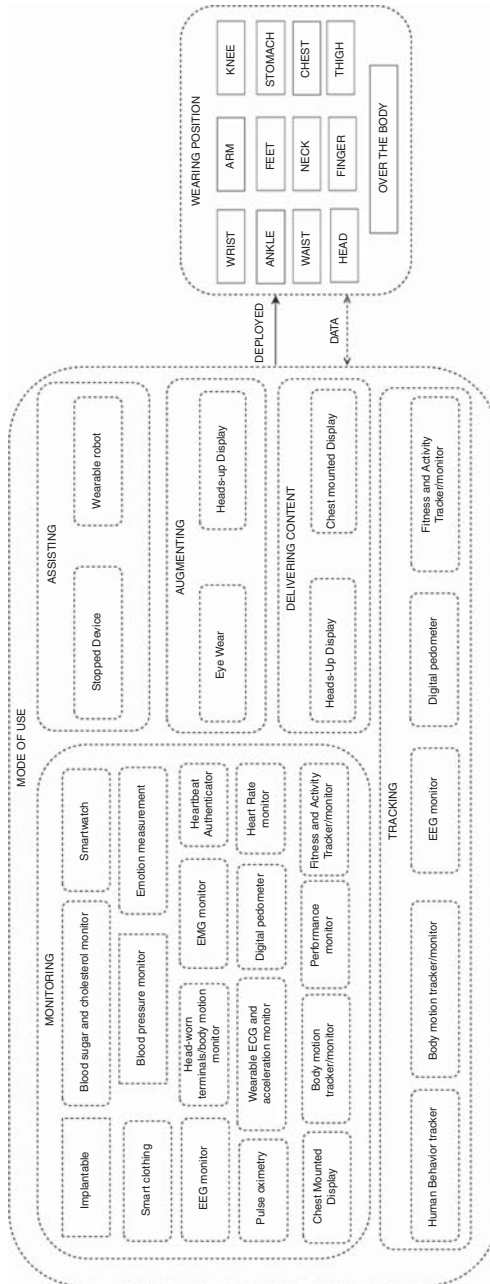 MODE OF USE
MONITORING
Implantable
Blood sugar and cholesterol monitor
Smartwatch
Smart clothing
Blood pressure monitor
Emotion measurement
EEG monitor
Head-worn
terminals/body motion
monitor
EMG monitor
Heartbeat
Authenticator
Pulse oximetry
Wearable ECG and
acceleration monitor
Digital pedometer
Heart Rate
monitor
Chest Mounted
Display
Body motion
tracker/monitor
Performance
monitor
Fitness and Activity
Tracker/monitor
ASSISTING
Stopped Device
Wearable robot
AUGMENTING
Eye Wear
Heads-up Display
DELIVERING CONTENT
Heads-Up Display
Chest mounted Display
TRACKING
Human Behavior tracker
Body motion tracker/monitor
EEG monitor
Digital pedometer
Fitness and Activity
Tracker/monitor
DEPLOYED
DATA
WEARING POSITION
WRIST
ARM
KNEE
ANKLE
FEET
STOMACH
WAIST
NECK
CHEST
HEAD
FINGER
THIGH
OVER THE BODY